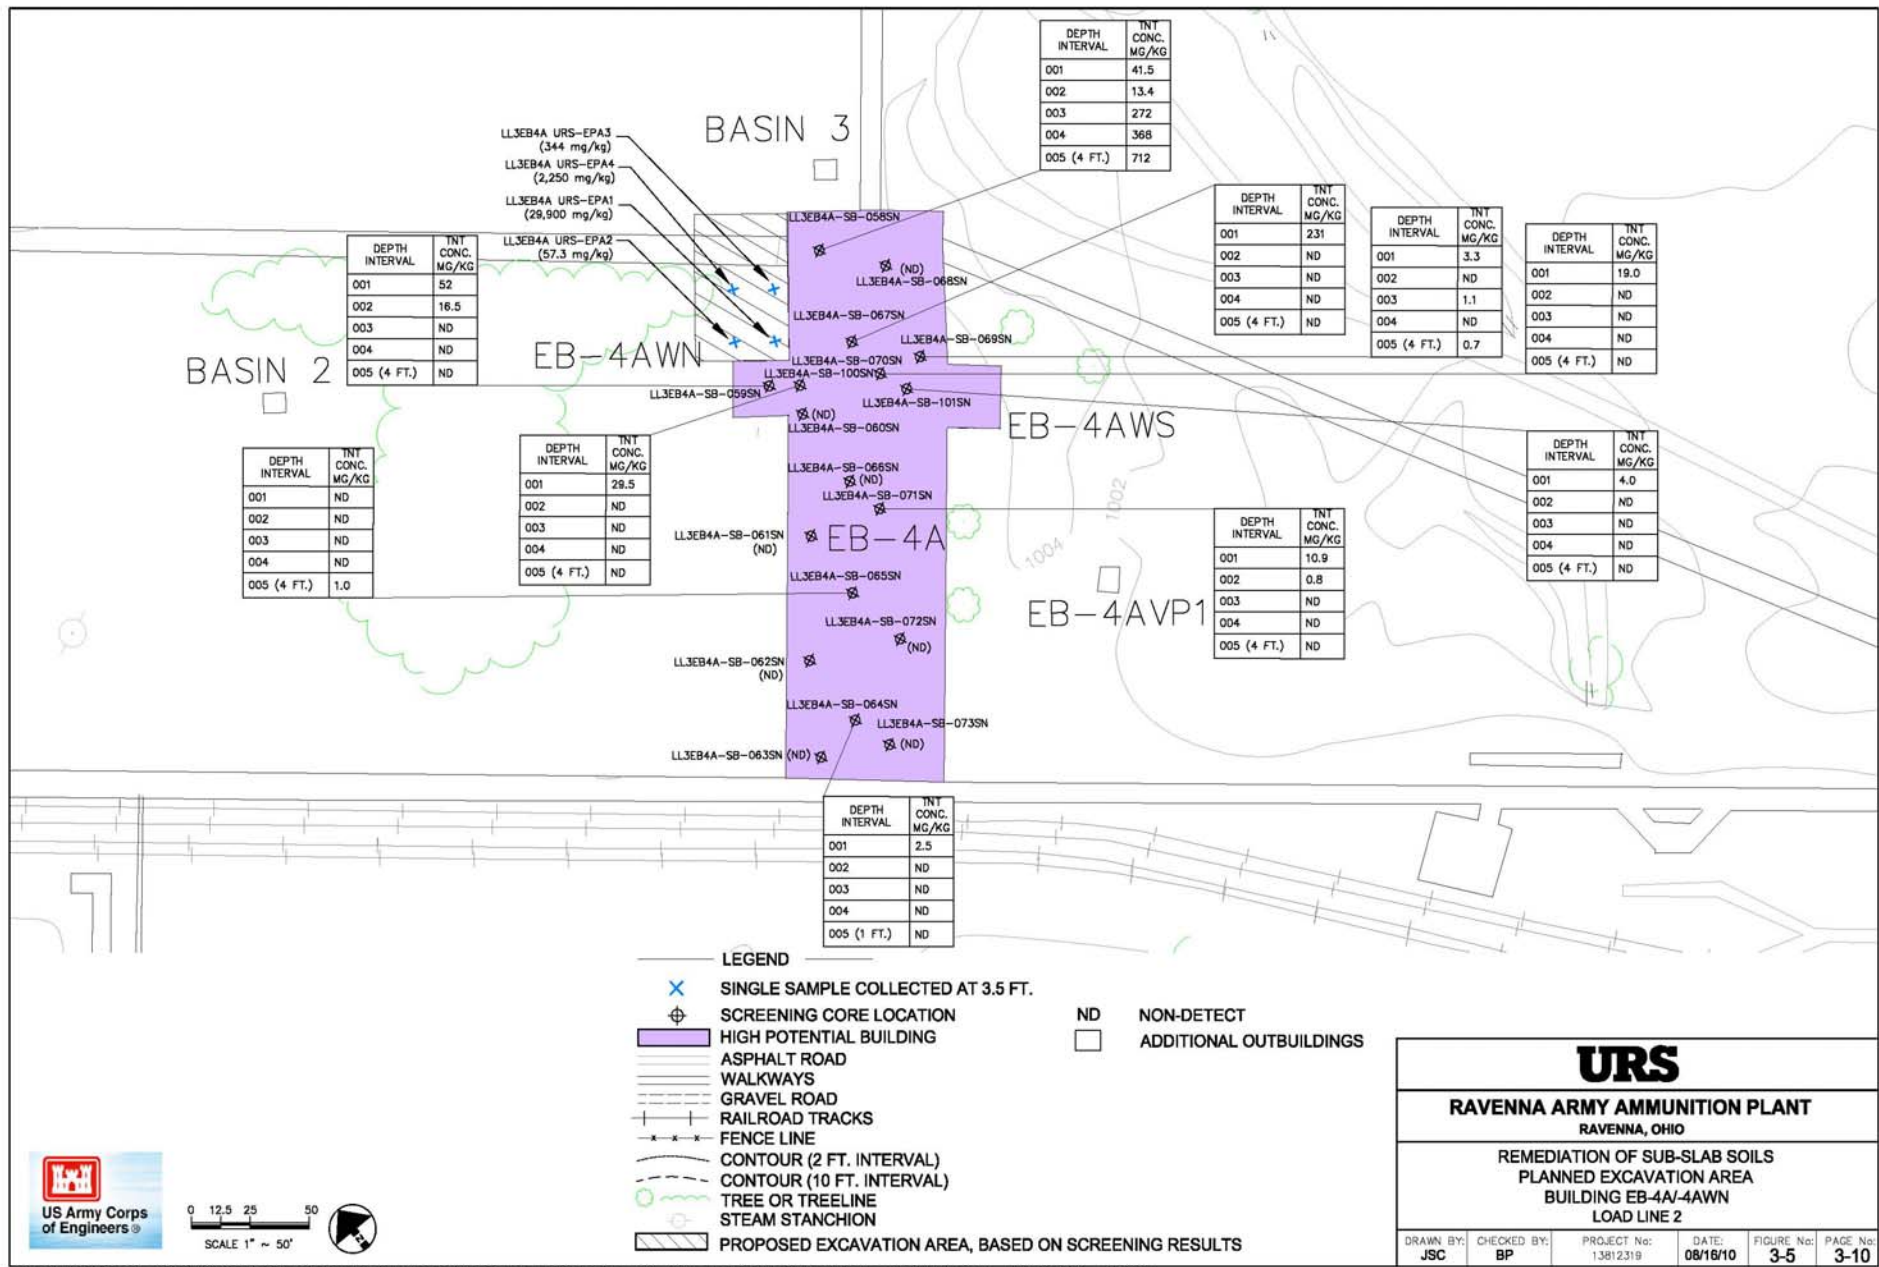 DEPTH INTERVAL TNT CONC. MG/KG
001 41.5
002 13.4
003 272
004 368
005 (4 FT.) 712
BASIN 3
LL3EB4A URS-EPA3
(344 mg/kg)
LL3EB4A URS-EPA4
(2,250 mg/kg)
LL3EB4A URS-EPA1
(29,900 mg/kg)
LL3EB4A URS-EPA2
(57.3 mg/kg)
DEPTH INTERVAL TNT CONC. MG/KG
001 52
002 16.5
003 ND
004 ND
005 (4 FT.) ND
DEPTH INTERVAL TNT CONC. MG/KG
001 231
002 ND
003 ND
004 ND
005 (4 FT.) ND
DEPTH INTERVAL TNT CONC. MG/KG
001 3.3
002 ND
003 1.1
004 ND
005 (4 FT.) 0.7
DEPTH INTERVAL TNT CONC. MG/KG
001 19.0
002 ND
003 ND
004 ND
005 (4 FT.) ND
LL3EB4A-SB-058SN
(ND)
LL3EB4A-SB-068SN
LL3EB4A-SB-067SN
LL3EB4A-SB-069SN
LL3EB4A-SB-070SN
LL3EB4A-SB-100SN
LL3EB4A-SB-059SN
LL3EB4A-SB-101SN
(ND)
LL3EB4A-SB-060SN
BASIN 2
EB-4AWN
EB-4AWS
DEPTH INTERVAL TNT CONC. MG/KG
001 ND
002 ND
003 ND
004 ND
005 (4 FT.) 1.0
DEPTH INTERVAL TNT CONC. MG/KG
001 29.5
002 ND
003 ND
004 ND
005 (4 FT.) ND
LL3EB4A-SB-066SN
(ND)
LL3EB4A-SB-071SN
LL3EB4A-SB-061SN
(ND)
EB-4A
1002
1004
EB-4AVP1
DEPTH INTERVAL TNT CONC. MG/KG
001 10.9
002 0.8
003 ND
004 ND
005 (4 FT.) ND
DEPTH INTERVAL TNT CONC. MG/KG
001 4.0
002 ND
003 ND
004 ND
005 (4 FT.) ND
LL3EB4A-SB-065SN
LL3EB4A-SB-072SN
(ND)
LL3EB4A-SB-062SN
(ND)
LL3EB4A-SB-064SN
LL3EB4A-SB-073SN
(ND)
LL3EB4A-SB-063SN (ND)
DEPTH INTERVAL TNT CONC. MG/KG
001 2.5
002 ND
003 ND
004 ND
005 (1 FT.) ND
LEGEND
SINGLE SAMPLE COLLECTED AT 3.5 FT.
SCREENING CORE LOCATION
HIGH POTENTIAL BUILDING
ASPHALT ROAD
WALKWAYS
GRAVEL ROAD
RAILROAD TRACKS
FENCE LINE
CONTOUR (2 FT. INTERVAL)
CONTOUR (10 FT. INTERVAL)
TREE OR TREELINE
STEAM STANCHION
PROPOSED EXCAVATION AREA, BASED ON SCREENING RESULTS
ND NON-DETECT
ADDITIONAL OUTBUILDINGS
US Army Corps
of Engineers ®
0 12.5 25 50
SCALE 1" ~ 50'
N
URS
RAVENNA ARMY AMMUNITION PLANT
RAVENNA, OHIO
REMEDIATION OF SUB-SLAB SOILS
PLANNED EXCAVATION AREA
BUILDING EB-4A/-4AWN
LOAD LINE 2
DRAWN BY: JSC
CHECKED BY: BP
PROJECT No: 13812319
DATE: 08/16/10
FIGURE No: 3-5
PAGE No: 3-10